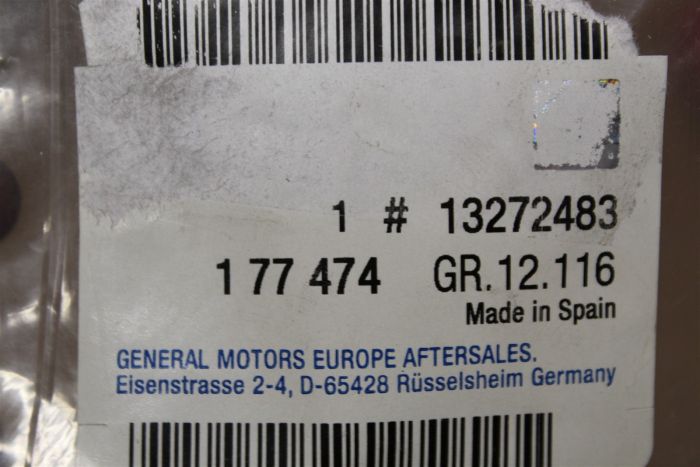 1 # 13272483
1 77 474 GR.12.116
Made in Spain
GENERAL MOTORS EUROPE AFTERSALES.
Eisenstrasse 2-4, D-65428 Rüsselsheim Germany